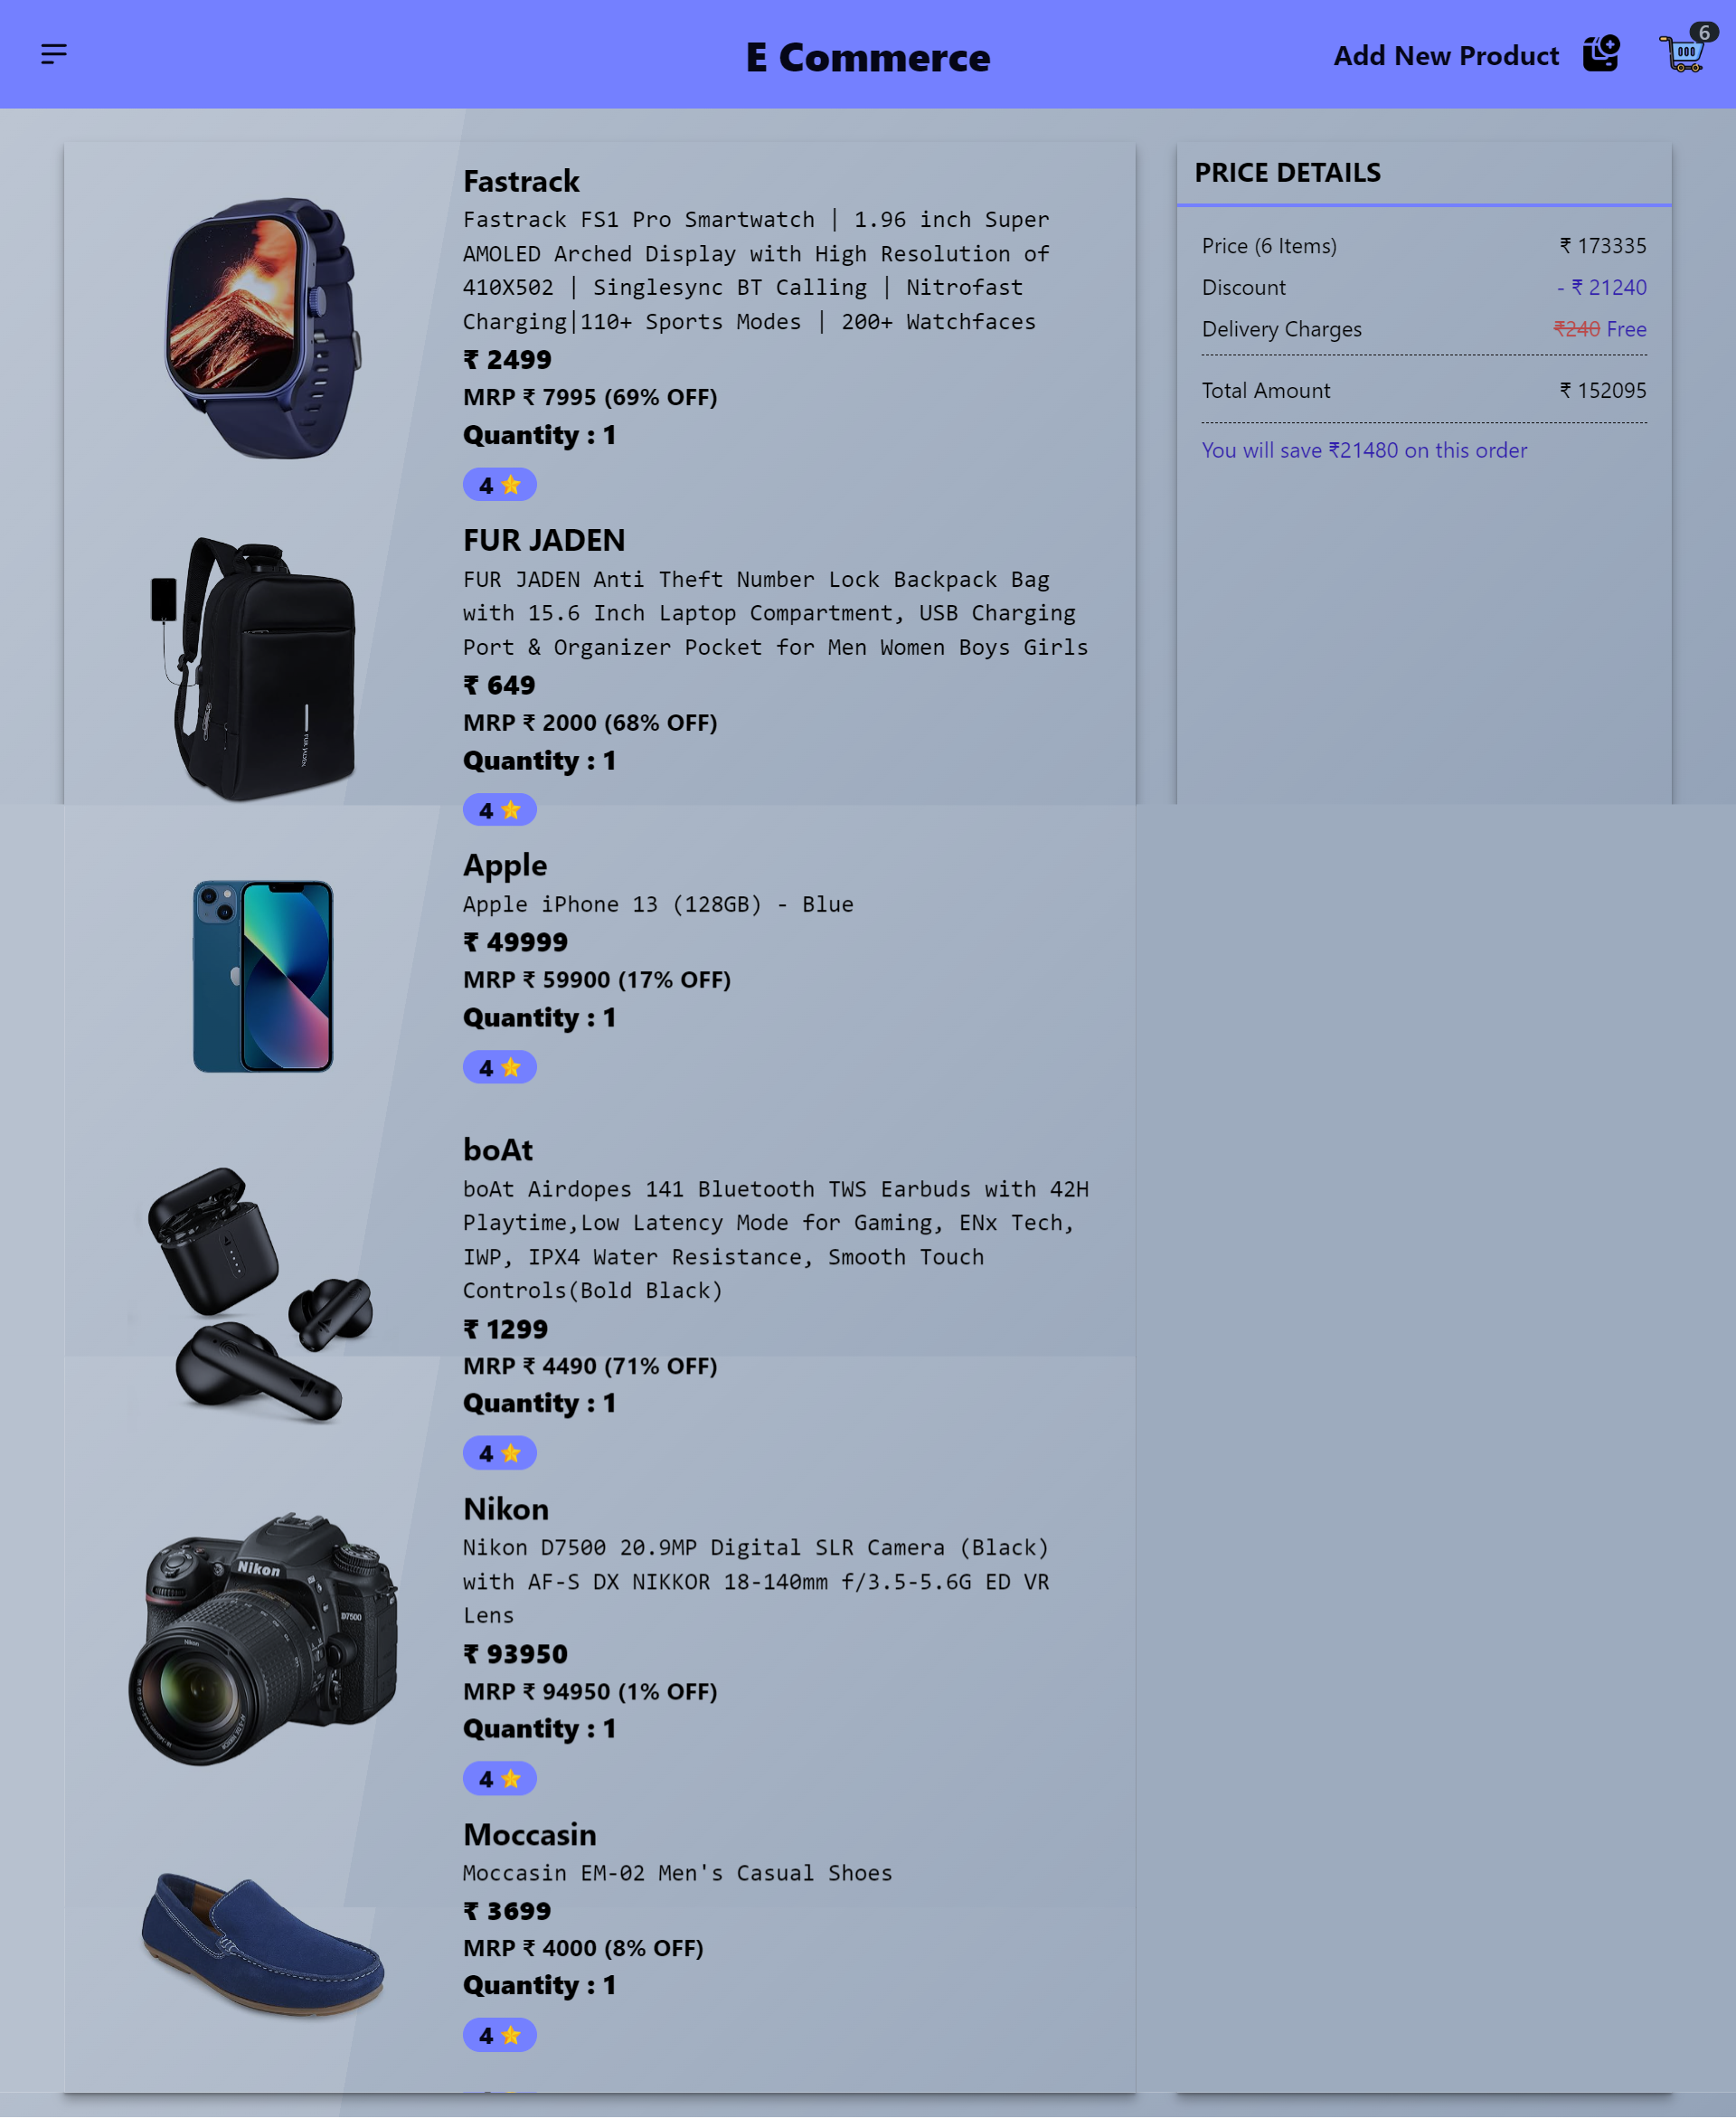 E Commerce
Add New Product
6
Fastrack
Fastrack FS1 Pro Smartwatch | 1.96 inch Super
AMOLED Arched Display with High Resolution of
410X502 | Singlesync BT Calling | Nitrofast
Charging|110+ Sports Modes | 200+ Watchfaces
₹ 2499
MRP ₹ 7995 (69% OFF)
Quantity : 1
4
FUR JADEN
FUR JADEN Anti Theft Number Lock Backpack Bag
with 15.6 Inch Laptop Compartment, USB Charging
Port & Organizer Pocket for Men Women Boys Girls
₹ 649
MRP ₹ 2000 (68% OFF)
Quantity : 1
4
FUR JADEN
Apple
Apple iPhone 13 (128GB) - Blue
₹ 49999
MRP ₹ 59900 (17% OFF)
Quantity : 1
4
boAt
boAt Airdopes 141 Bluetooth TWS Earbuds with 42H
Playtime,Low Latency Mode for Gaming, ENx Tech,
IWP, IPX4 Water Resistance, Smooth Touch
Controls(Bold Black)
₹ 1299
MRP ₹ 4490 (71% OFF)
Quantity : 1
4
Nikon
Nikon D7500 20.9MP Digital SLR Camera (Black)
with AF-S DX NIKKOR 18-140mm f/3.5-5.6G ED VR
Lens
₹ 93950
MRP ₹ 94950 (1% OFF)
Quantity : 1
4
Nikon
D7500
Nikon
Moccasin
Moccasin EM-02 Men's Casual Shoes
₹ 3699
MRP ₹ 4000 (8% OFF)
Quantity : 1
4
PRICE DETAILS
Price (6 Items) ₹ 173335
Discount - ₹ 21240
Delivery Charges ₹240 Free
Total Amount ₹ 152095
You will save ₹21480 on this order